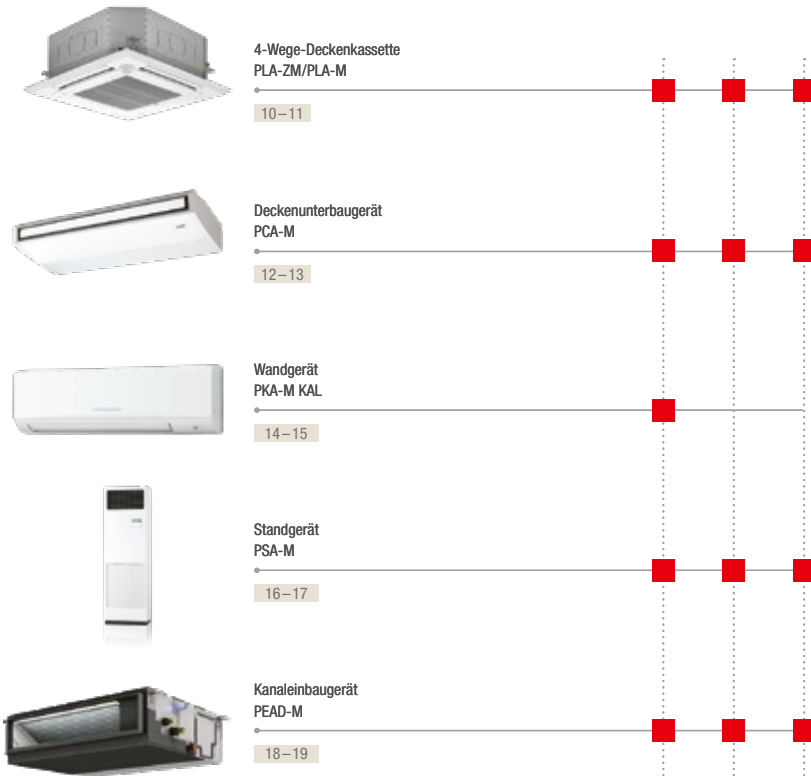 4-Wege-Deckenkassette
PLA-ZM/PLA-M
10–11
Deckenunterbaugerät
PCA-M
12–13
Wandgerät
PKA-M KAL
14–15
Standgerät
PSA-M
16–17
Kanaleinbaugerät
PEAD-M
18–19